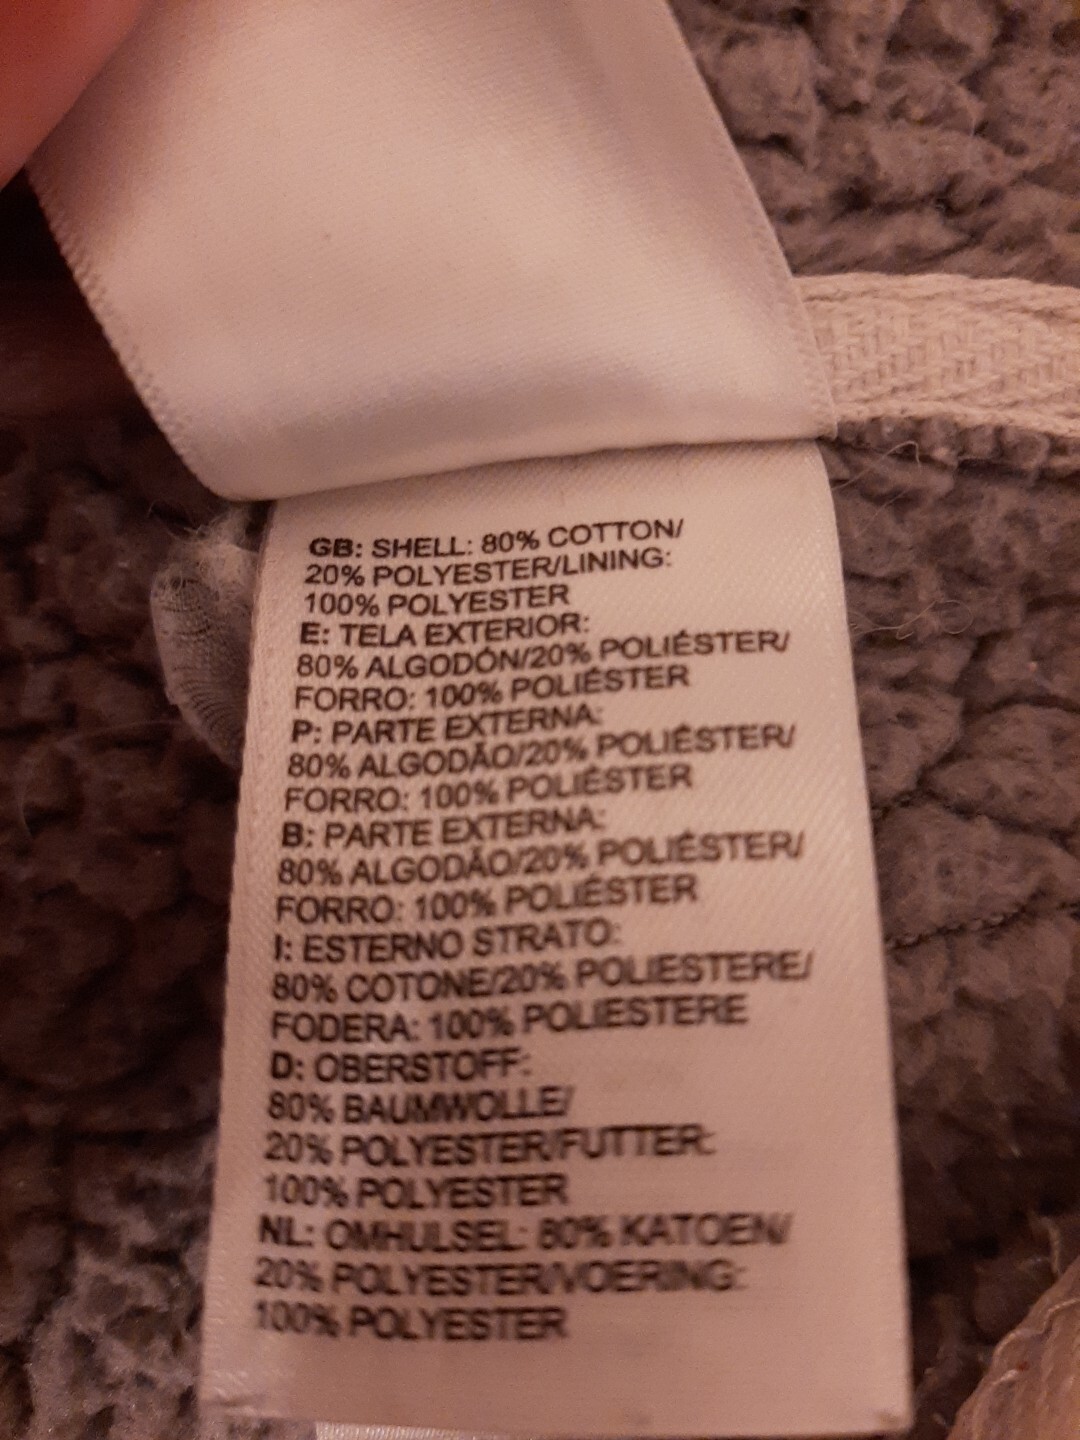 GB: SHELL: 80% COTTON/
20% POLYESTER/LINING:
100% POLYESTER
E: TELA EXTERIOR:
80% ALGODÓN/20% POLIÉSTER/
FORRO: 100% POLIÉSTER
P: PARTE EXTERNA:
80% ALGODÃO/20% POLIÉSTER/
FORRO: 100% POLIÉSTER
B: PARTE EXTERNA:
80% ALGODÃO/20% POLIÉSTER/
FORRO: 100% POLIÉSTER
I: ESTERNO STRATO:
80% COTONE/20% POLIESTERE/
FODERA: 100% POLIESTERE
D: OBERSTOFF:
80% BAUMWOLLE/
20% POLYESTER/FUTTER:
100% POLYESTER
NL: OMHULSEL: 80% KATOEN/
20% POLYESTER/VOERING:
100% POLYESTER